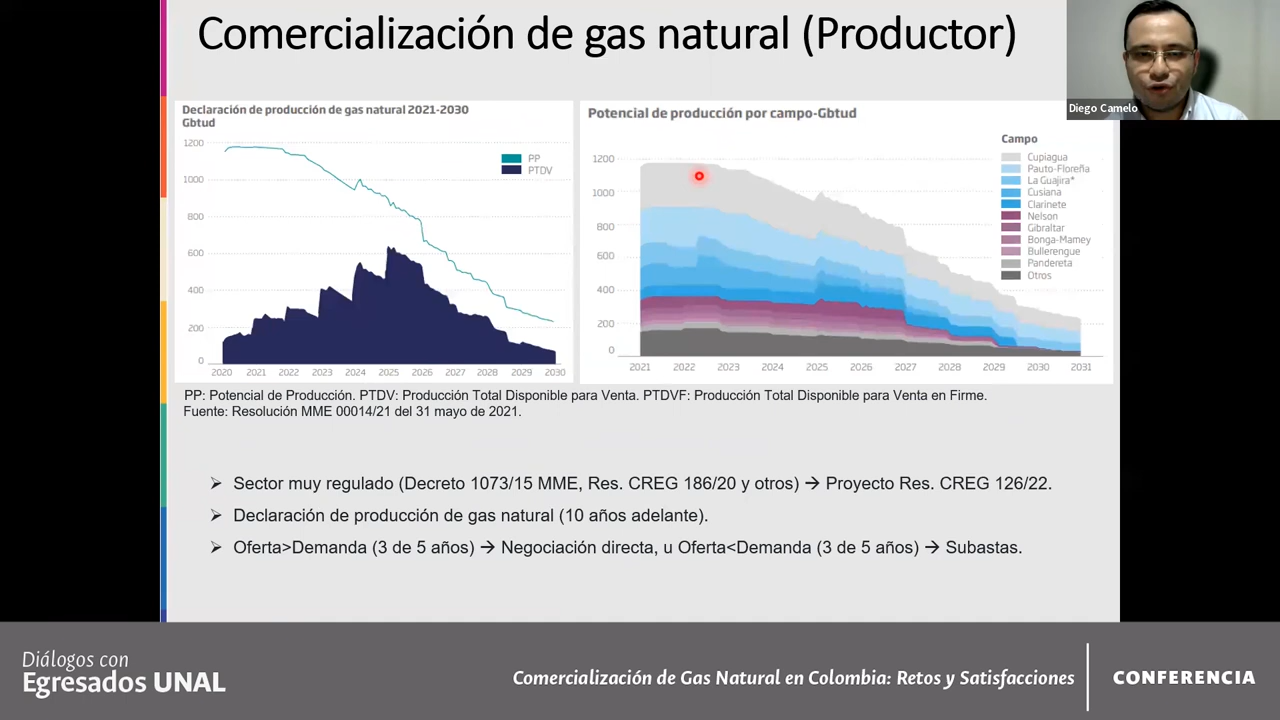 Comercialización de gas natural (Productor)
Diego Camelo
Declaración de producción de gas natural 2021-2030
Gbtud
1200
1000
800
600
400
200
0
2020 2021 2022 2023 2024 2025 2026 2027 2028 2029 2030
PP
PTDV
Potencial de producción por campo-Gbtud
1200
1000
800
600
400
200
0
2021 2022 2023 2024 2025 2026 2027 2028 2029 2030 2031
Campo
Cupiagua
Pauto-Floreña
La Guajira*
Cusiana
Clarinete
Nelson
Gibraltar
Bonga-Mamey
Bullerengue
Pandereta
Otros
PP: Potencial de Producción. PTDV: Producción Total Disponible para Venta. PTDVF: Producción Total Disponible para Venta en Firme.
Fuente: Resolución MME 00014/21 del 31 mayo de 2021.
➢ Sector muy regulado (Decreto 1073/15 MME, Res. CREG 186/20 y otros) → Proyecto Res. CREG 126/22.
➢ Declaración de producción de gas natural (10 años adelante).
➢ Oferta>Demanda (3 de 5 años) → Negociación directa, u Oferta<Demanda (3 de 5 años) → Subastas.
Diálogos con
Egresados UNAL
Comercialización de Gas Natural en Colombia: Retos y Satisfacciones
CONFERENCIA